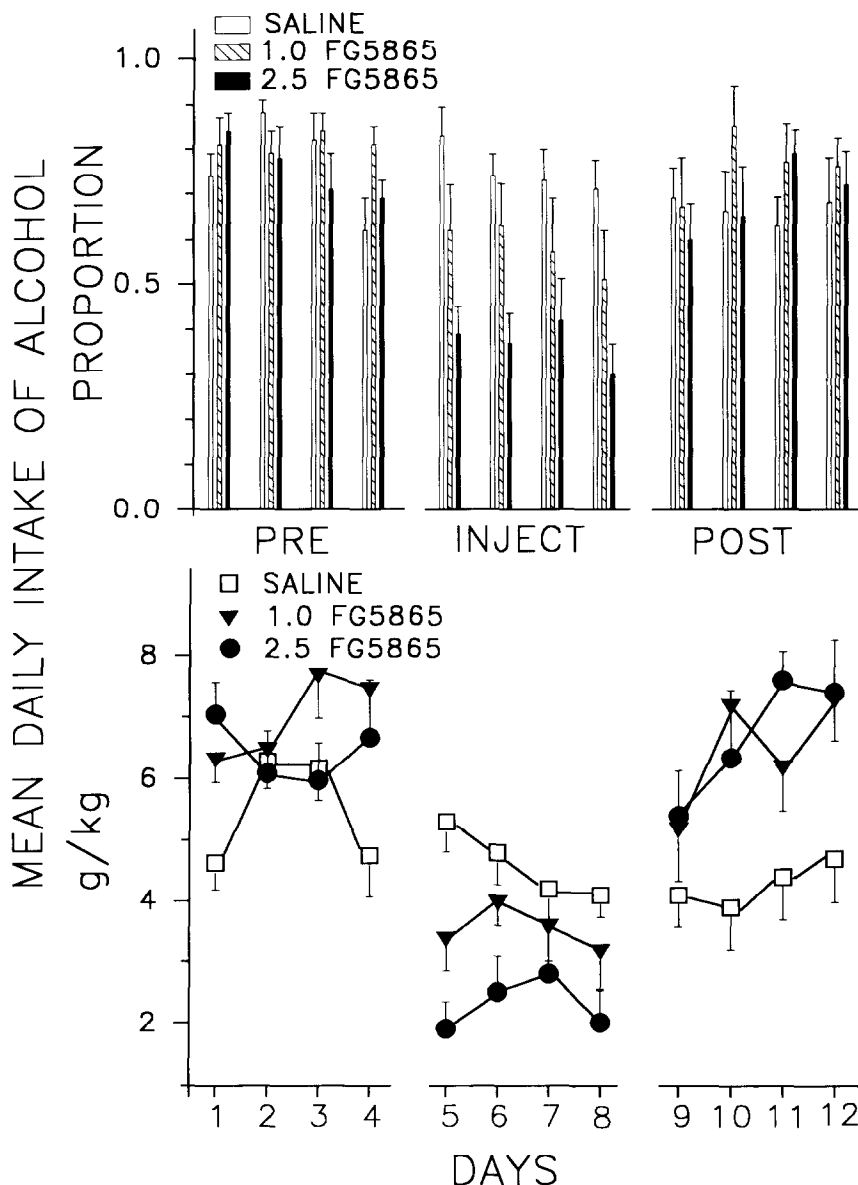 SALINE
1.0 FG5865
2.5 FG5865
1.0
0.5
0.0
MEAN DAILY INTAKE OF ALCOHOL
PROPORTION
PRE INJECT POST
SALINE
1.0 FG5865
2.5 FG5865
8
6
4
2
g/kg
1 2 3 4 5 6 7 8 9 10 11 12
DAYS